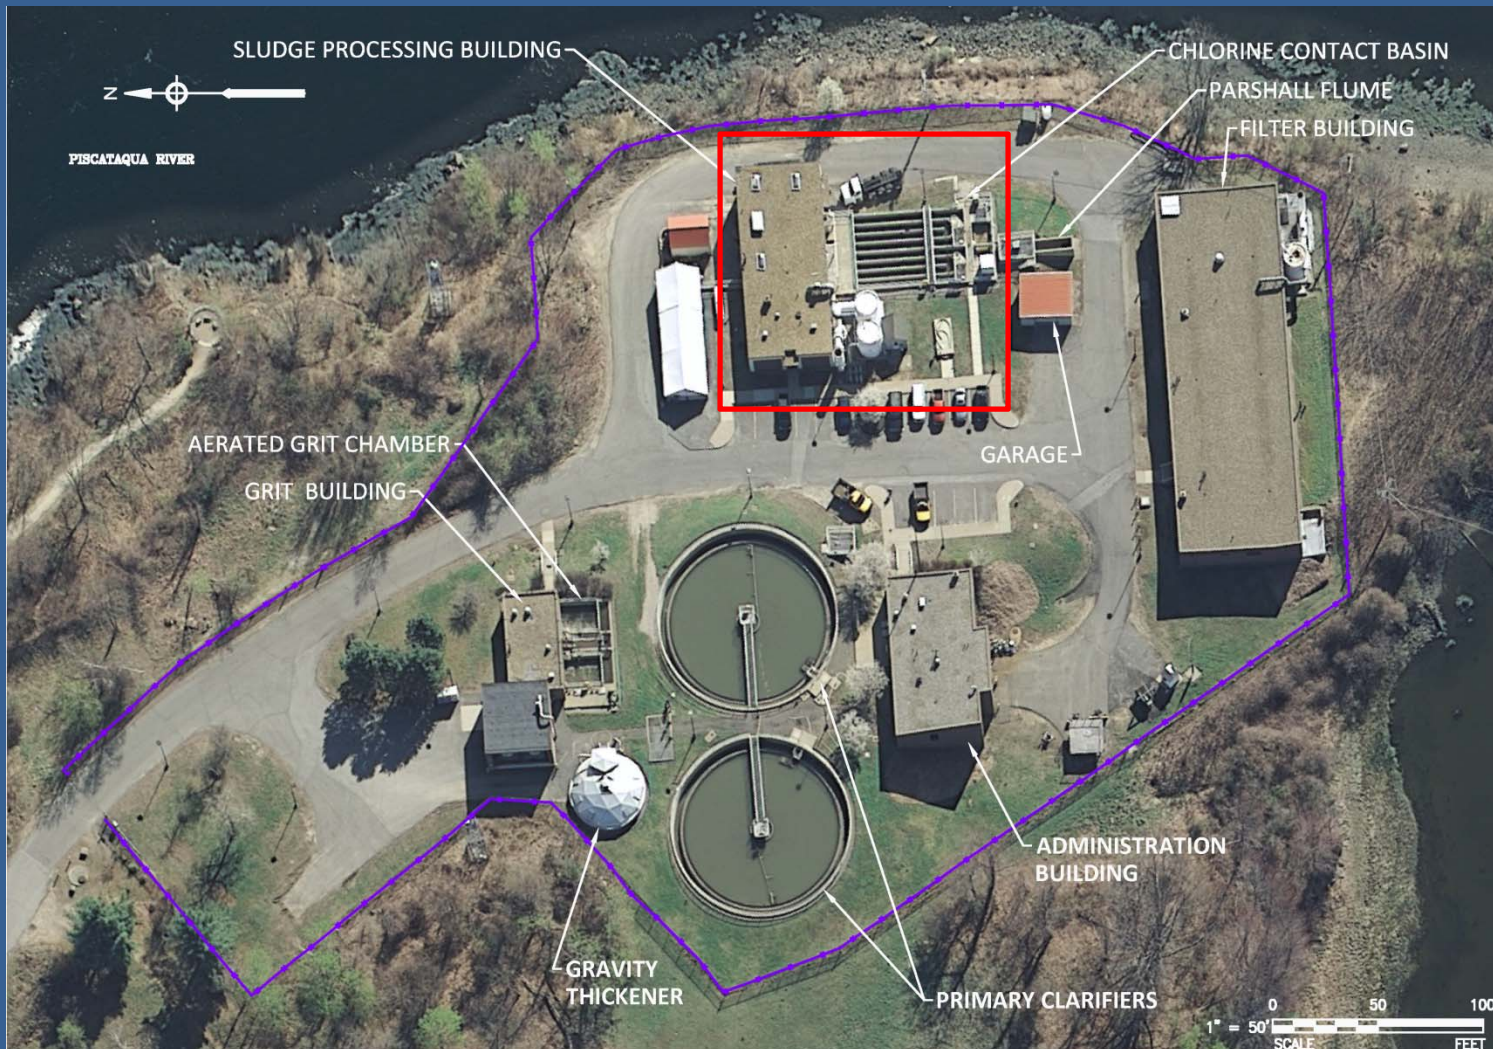 SLUDGE PROCESSING BUILDING
CHLORINE CONTACT BASIN
N
PARSHALL FLUME
FILTER BUILDING
PISCATAQUA RIVER
AERATED GRIT CHAMBER
GARAGE
GRIT BUILDING
ADMINISTRATION
BUILDING
GRAVITY
THICKENER
PRIMARY CLARIFIERS
0 50 100
1" = 50'
SCALE FEET